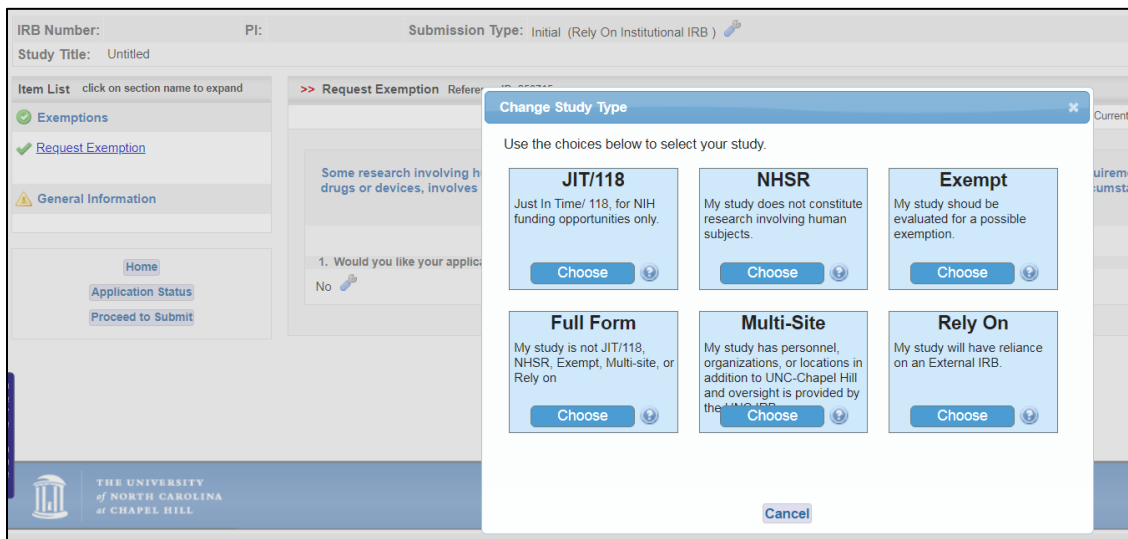 IRB Number: PI: Submission Type: Initial (Rely On Institutional IRB )
Study Title: Untitled
Item List click on section name to expand
Exemptions
Request Exemption
General Information
Home
Application Status
Proceed to Submit
>> Request Exemption
Current
Some research involving
drugs or devices, involves
1. Would you like your
No
Change Study Type
Use the choices below to select your study.
JIT/118
Just In Time/ 118, for NIH
funding opportunities only.
Choose
NHSR
My study does not constitute
research involving human
subjects.
Choose
Exempt
My study shoud be
evaluated for a possible
exemption.
Choose
Full Form
My study is not JIT/118,
NHSR, Exempt, Multi-site, or
Rely on
Choose
Multi-Site
My study has personnel,
organizations, or locations in
addition to UNC-Chapel Hill
and oversight is provided by
the UNC IRB
Choose
Rely On
My study will have reliance
on an External IRB.
Choose
Cancel
THE UNIVERSITY
of NORTH CAROLINA
at CHAPEL HILL